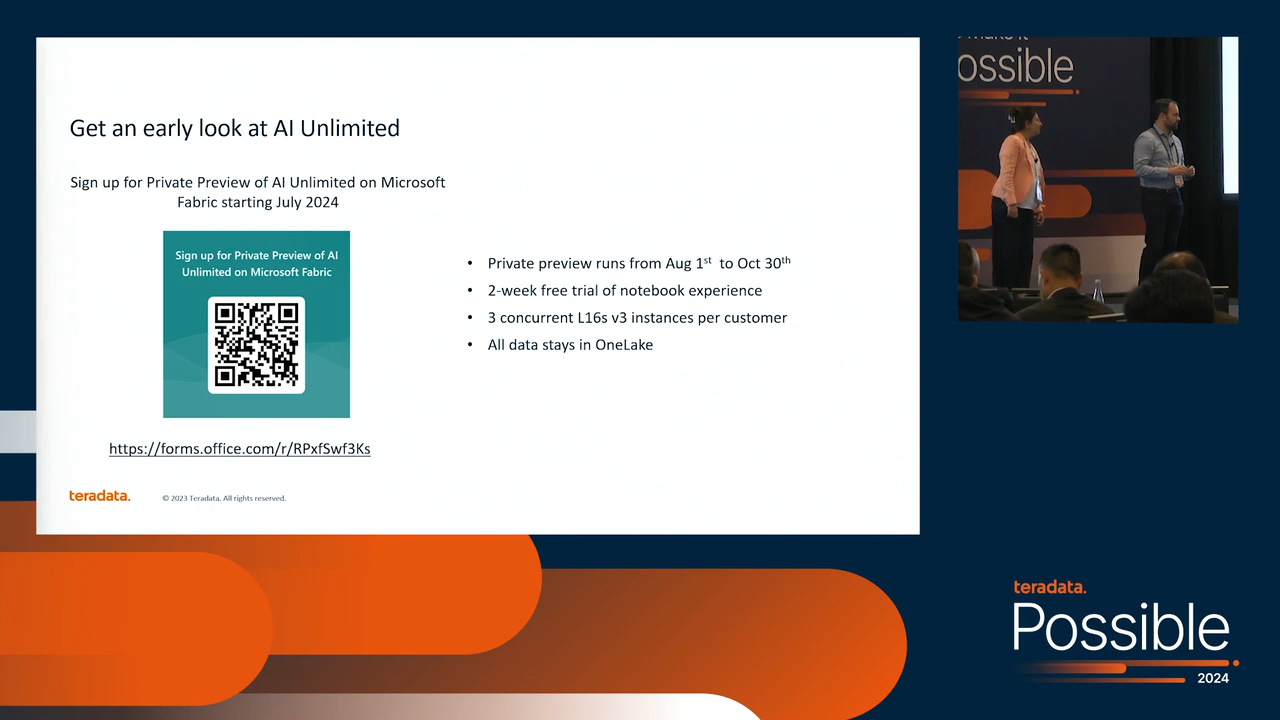 Get an early look at AI Unlimited
Sign up for Private Preview of AI Unlimited on Microsoft
Fabric starting July 2024
Sign up for Private Preview of AI
Unlimited on Microsoft Fabric
https://forms.office.com/r/RPxfSwf3Ks
• Private preview runs from Aug 1st to Oct 30th
• 2-week free trial of notebook experience
• 3 concurrent L16s v3 instances per customer
• All data stays in OneLake
teradata.
© 2023 Teradata. All rights reserved.
ossible
teradata.
Possible
2024